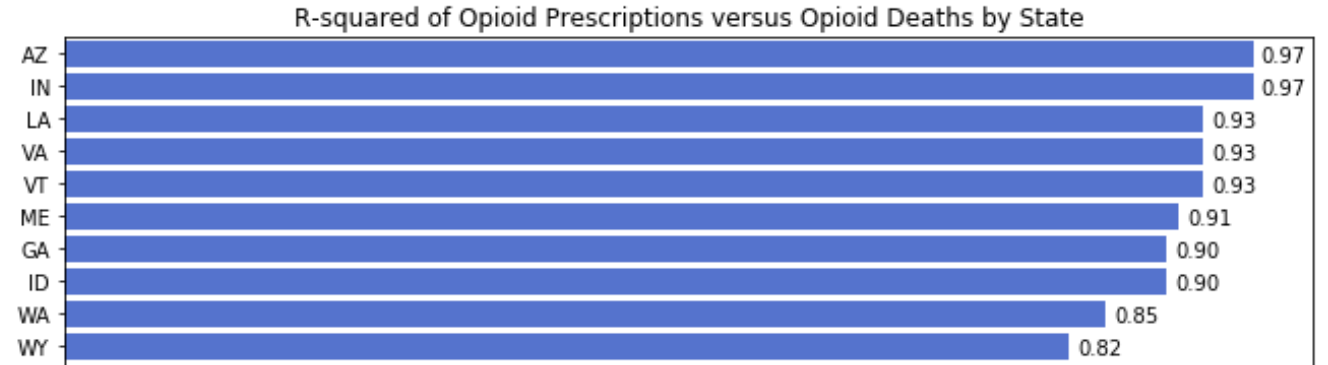 R-squared of Opioid Prescriptions versus Opioid Deaths by State
AZ 0.97
IN 0.97
LA 0.93
VA 0.93
VT 0.93
ME 0.91
GA 0.90
ID 0.90
WA 0.85
WY 0.82